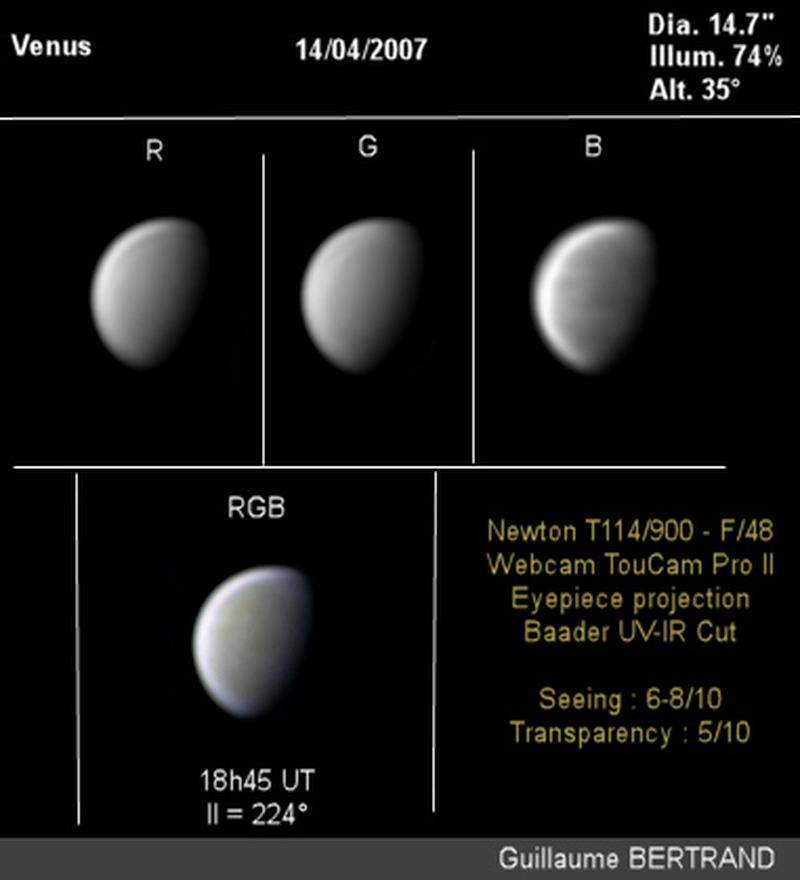 Venus
14/04/2007
Dia. 14.7"
Illum. 74%
Alt. 35°
R
G
B
RGB
Newton T114/900 - F/48
Webcam TouCam Pro II
Eyepiece projection
Baader UV-IR Cut
Seeing : 6-8/10
Transparency : 5/10
18h45 UT
II = 224°
Guillaume BERTRAND